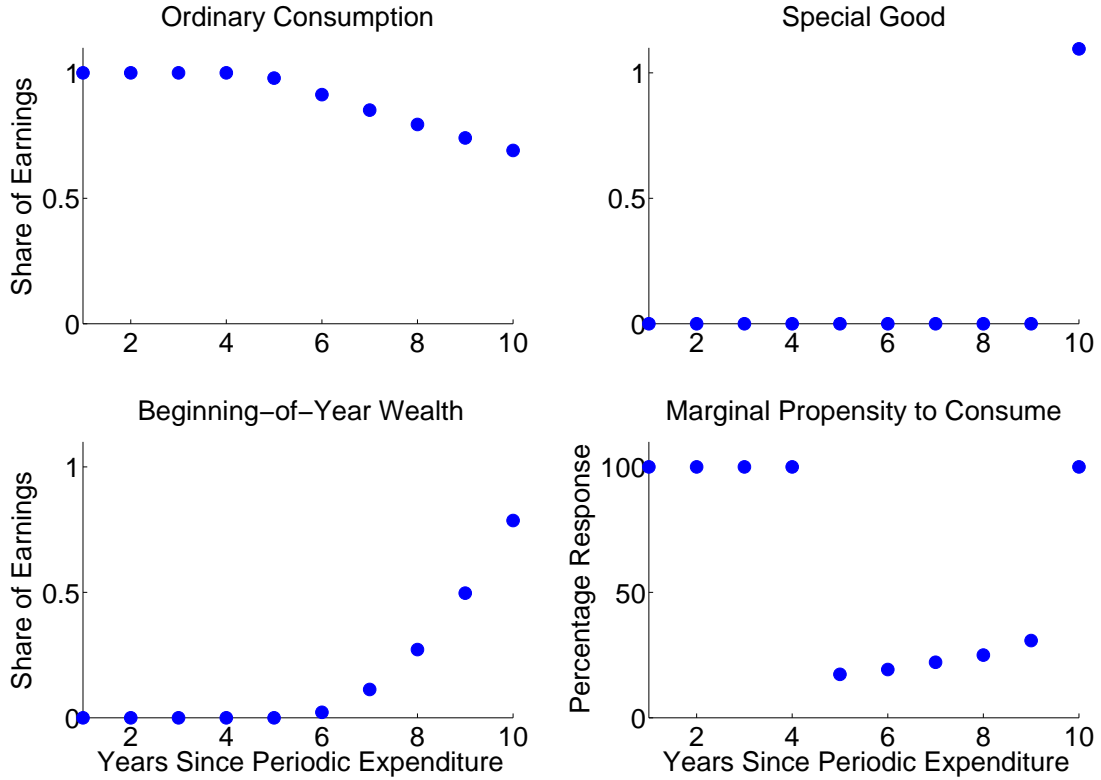 Ordinary Consumption
Share of Earnings
1
0.5
0
2 4 6 8 10
Special Good
1
0.5
0
2 4 6 8 10
Beginning−of−Year Wealth
Share of Earnings
1
0.5
0
2 4 6 8 10
Years Since Periodic Expenditure
Marginal Propensity to Consume
Percentage Response
100
50
0
2 4 6 8 10
Years Since Periodic Expenditure